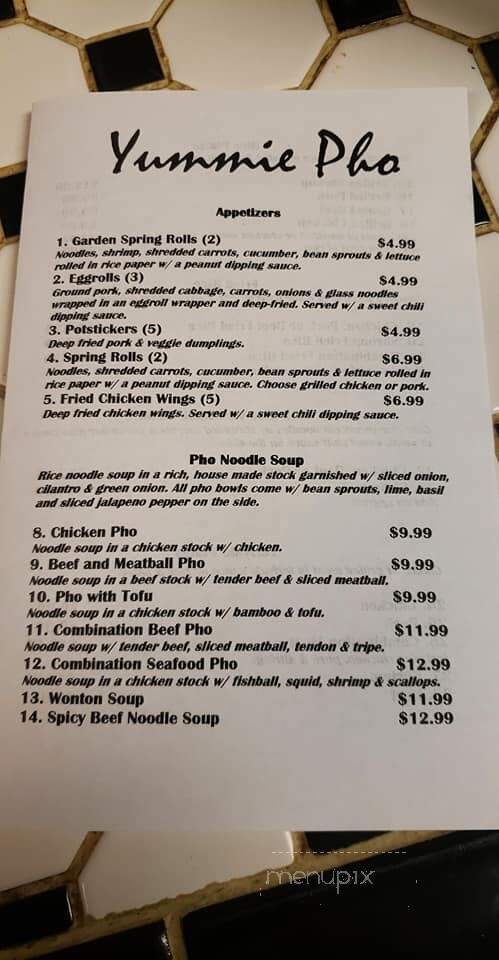 Yummie Pho
Appetizers
1. Garden Spring Rolls (2) $4.99
Noodles, shrimp, shredded carrots, cucumber, bean sprouts & lettuce
rolled in rice paper w/ a peanut dipping sauce.
2. Eggrolls (3) $4.99
Ground pork, shredded cabbage, carrots, onions & glass noodles
wrapped in an eggroll wrapper and deep-fried. Served w/ a sweet chili
dipping sauce.
3. Potstickers (5) $4.99
Deep fried pork & veggie dumplings.
4. Spring Rolls (2) $6.99
Noodles, shredded carrots, cucumber, bean sprouts & lettuce rolled in
rice paper w/ a peanut dipping sauce. Choose grilled chicken or pork.
5. Fried Chicken Wings (5) $6.99
Deep fried chicken wings. Served w/ a sweet chili dipping sauce.
Pho Noodle Soup
Rice noodle soup in a rich, house made stock garnished w/ sliced onion,
cilantro & green onion. All pho bowls come w/ bean sprouts, lime, basil
and sliced jalapeno pepper on the side.
8. Chicken Pho $9.99
Noodle soup in a chicken stock w/ chicken.
9. Beef and Meatball Pho $9.99
Noodle soup in a beef stock w/ tender beef & sliced meatball.
10. Pho with Tofu $9.99
Noodle soup in a chicken stock w/ bamboo & tofu.
11. Combination Beef Pho $11.99
Noodle soup w/ tender beef, sliced meatball, tendon & tripe.
12. Combination Seafood Pho $12.99
Noodle soup in a chicken stock w/ fishball, squid, shrimp & scallops.
13. Wonton Soup $11.99
14. Spicy Beef Noodle Soup $12.99
menupix